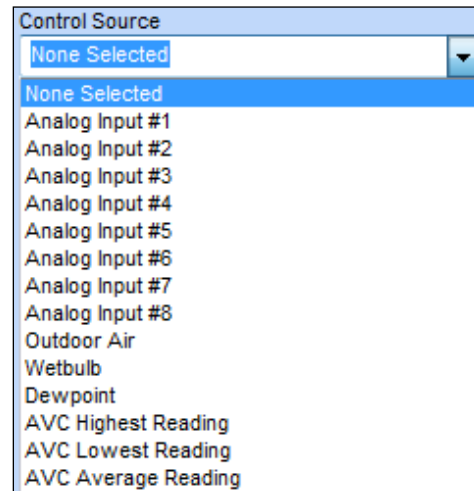 Control Source
None Selected
None Selected
Analog Input #1
Analog Input #2
Analog Input #3
Analog Input #4
Analog Input #5
Analog Input #6
Analog Input #7
Analog Input #8
Outdoor Air
Wetbulb
Dewpoint
AVC Highest Reading
AVC Lowest Reading
AVC Average Reading